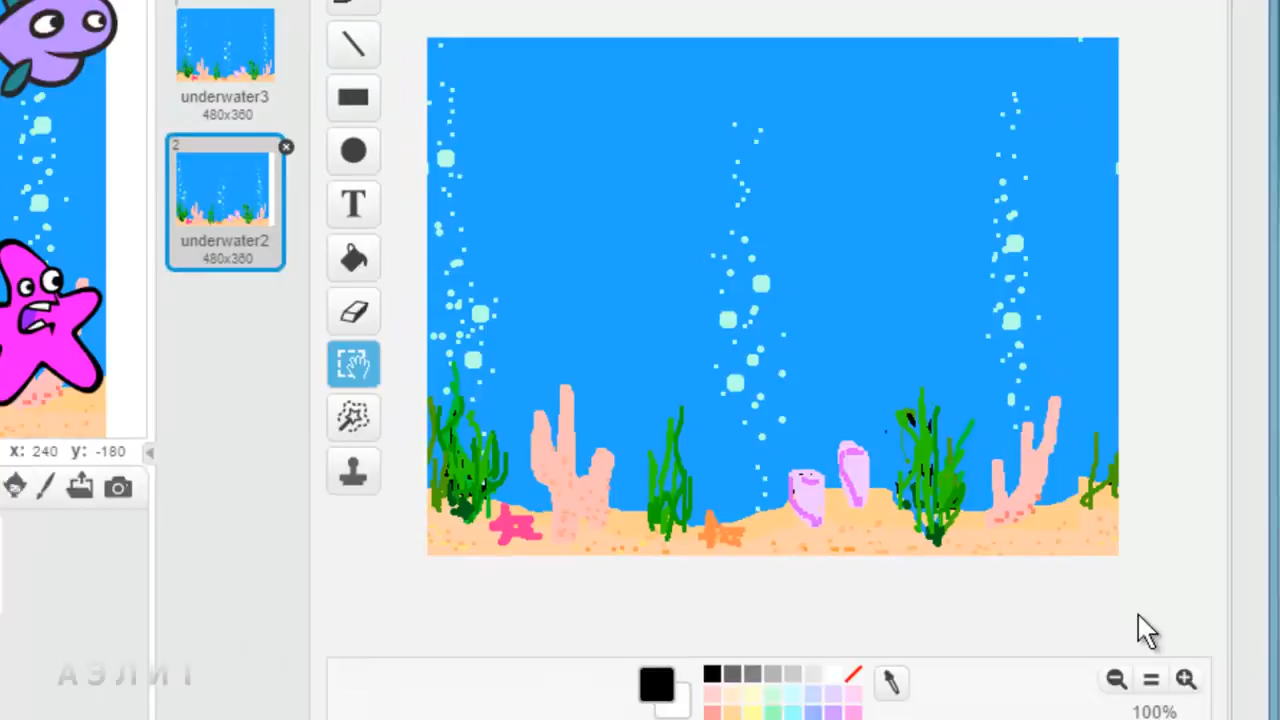 underwater3
480x360
2
underwater2
480x360
T
x: 240 y: -180
АЭЛИТ
100%